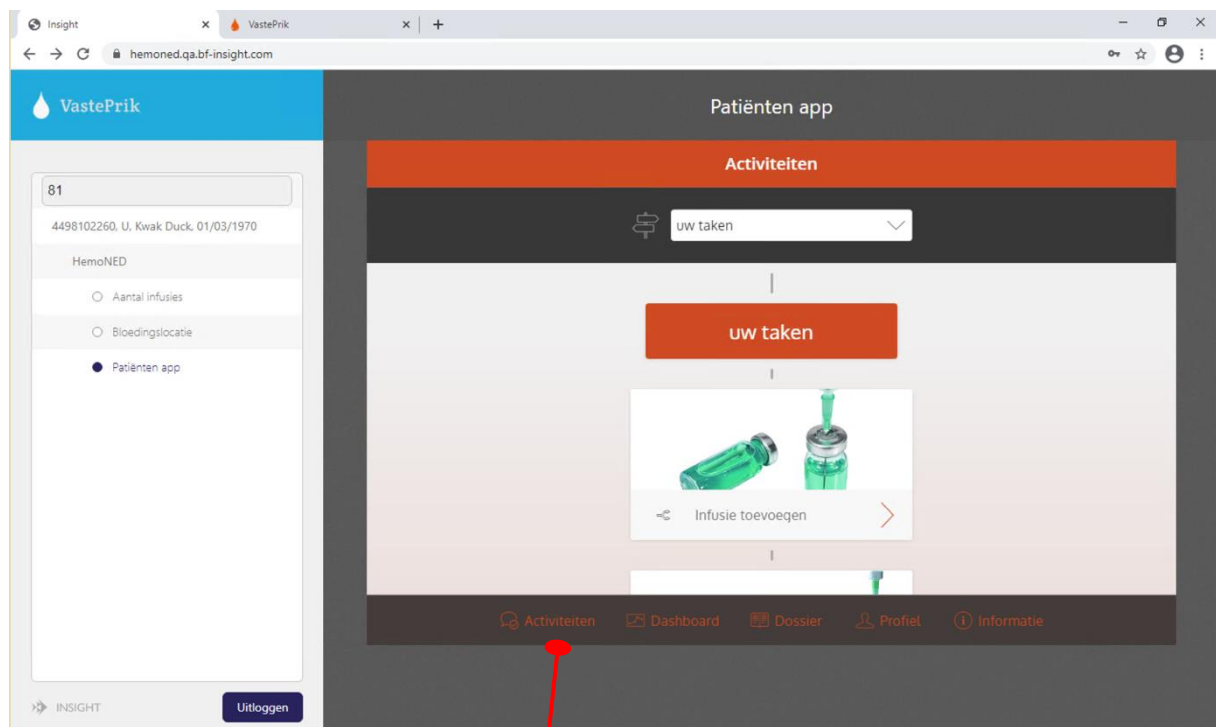 Insight
VastePrik
hemoned.qa.bf-insight.com
VastePrik
Patiënten app
Activiteiten
81
uw taken
4498102260, U. Kwak Duck, 01/03/1970
HemoNED
Aantal infusies
Bloedingslocatie
Patiënten app
uw taken
Infusie toevoegen
Activiteiten Dashboard Dossier Profiel Informatie
INSIGHT
Uitloggen